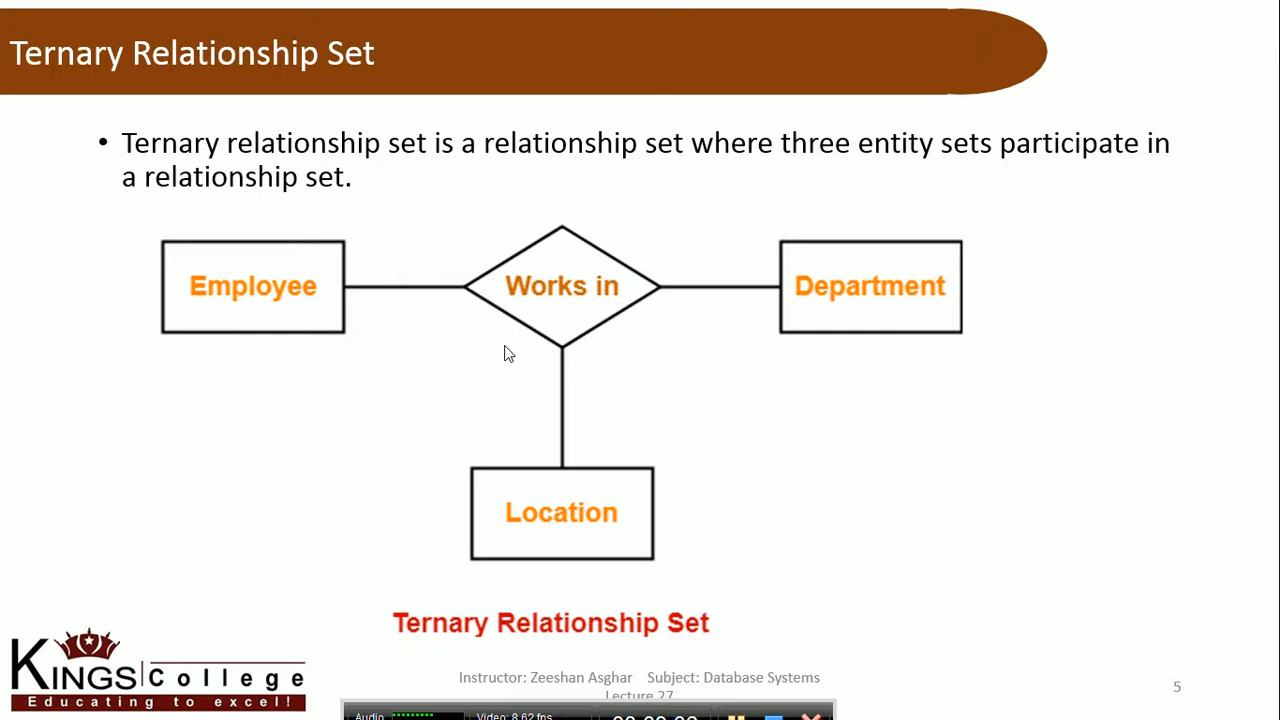 Ternary Relationship Set
• Ternary relationship set is a relationship set where three entity sets participate in
a relationship set.
Employee
Works in
Department
Location
Ternary Relationship Set
KINGS College
Educating to excel!
Instructor: Zeeshan Asghar Subject: Database Systems
Lecture 27
5
Audio
Video: 8.62 fps